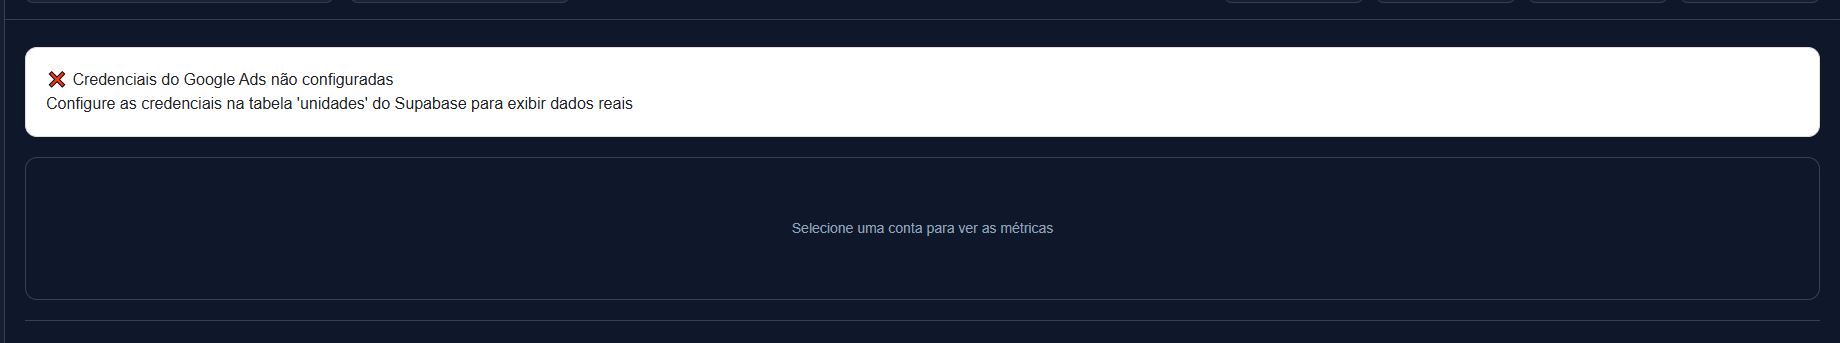 ❌ Credenciais do Google Ads não configuradas
Configure as credenciais na tabela 'unidades' do Supabase para exibir dados reais
Selecione uma conta para ver as métricas